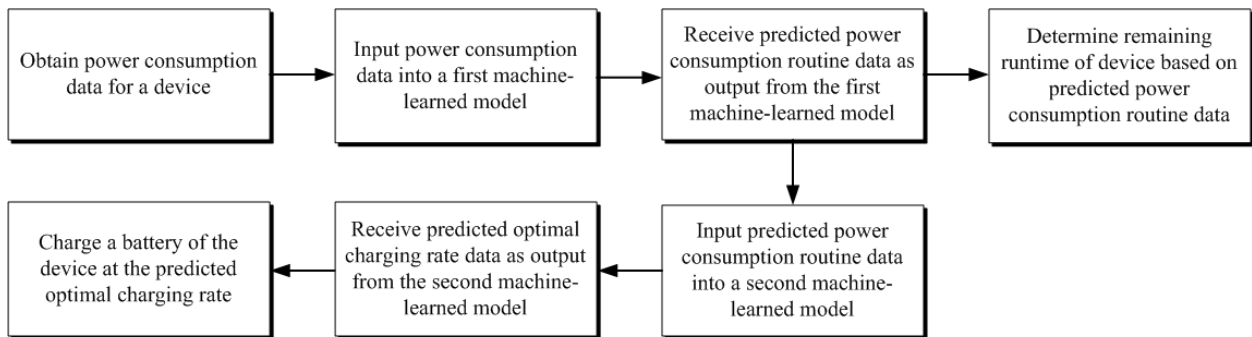 Obtain power consumption
data for a device
Input power consumption
data into a first machine-
learned model
Receive predicted power
consumption routine data as
output from the first
machine-learned model
Determine remaining
runtime of device based on
predicted power
consumption routine data
Charge a battery of the
device at the predicted
optimal charging rate
Receive predicted optimal
charging rate data as output
from the second machine-
learned model
Input predicted power
consumption routine data
into a second machine-
learned model